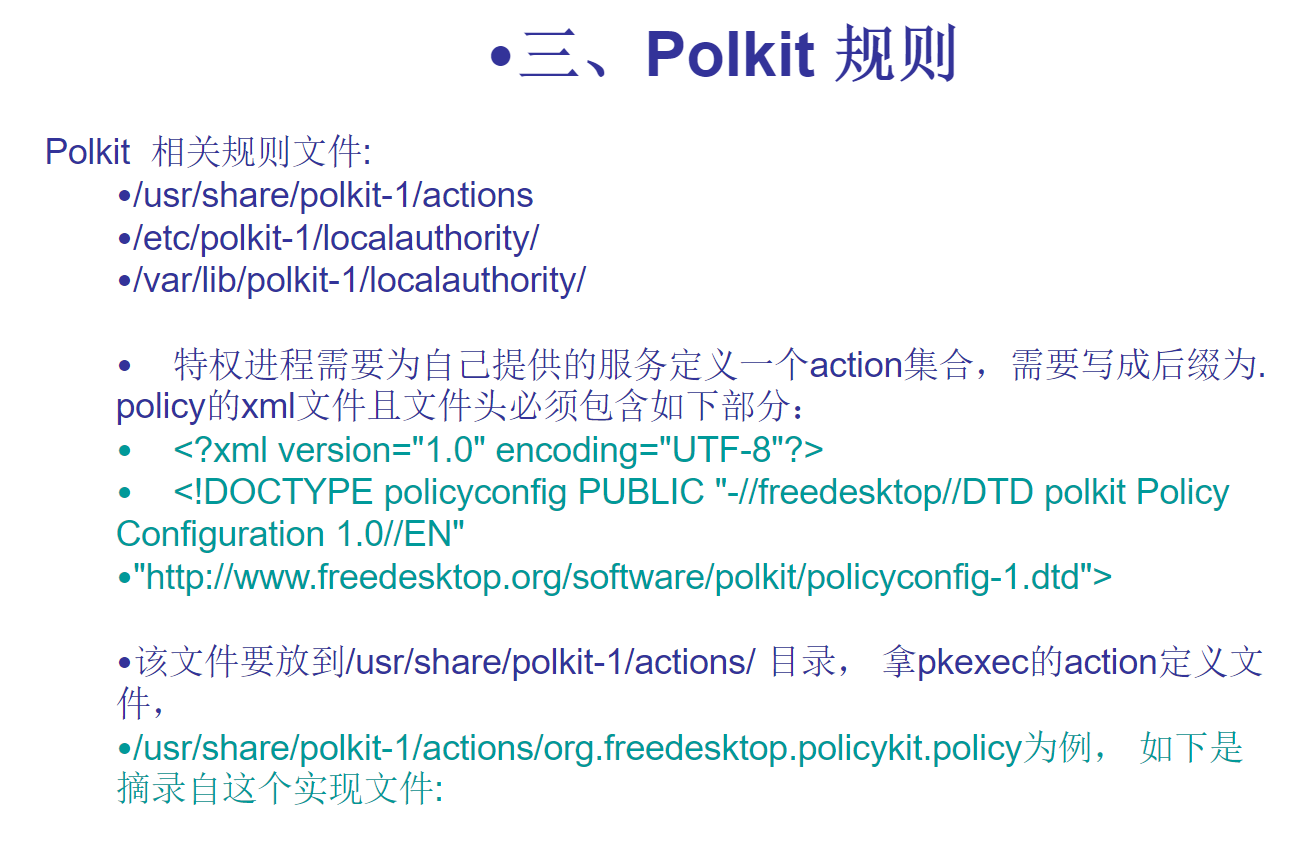 •三、Polkit 规则
Polkit 相关规则文件:
•/usr/share/polkit-1/actions
•/etc/polkit-1/localauthority/
•/var/lib/polkit-1/localauthority/
• 特权进程需要为自己提供的服务定义一个action集合，需要写成后缀为.
policy的xml文件且文件头必须包含如下部分：
• <?xml version="1.0" encoding="UTF-8"?>
• <!DOCTYPE policyconfig PUBLIC "-//freedesktop//DTD polkit Policy
Configuration 1.0//EN"
•"http://www.freedesktop.org/software/polkit/policyconfig-1.dtd">
•该文件要放到/usr/share/polkit-1/actions/ 目录， 拿pkexec的action定义文
件，
•/usr/share/polkit-1/actions/org.freedesktop.policykit.policy为例， 如下是
摘录自这个实现文件: